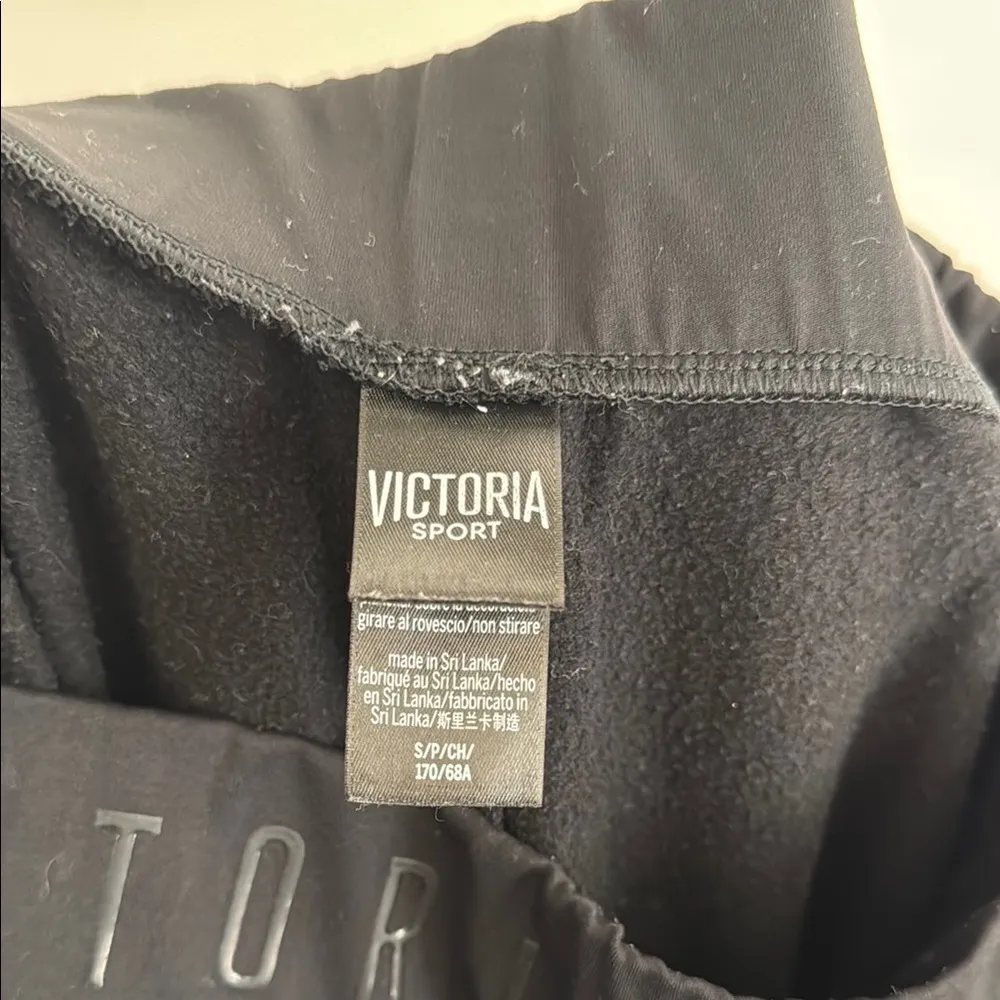 VICTORIA
SPORT
girare al rovescio/non stirare
made in Sri Lanka/
fabriqué au Sri Lanka/hecho
en Sri Lanka/fabbricato in
Sri Lanka/斯里兰卡制造
S/P/CH/
170/68A
TOR